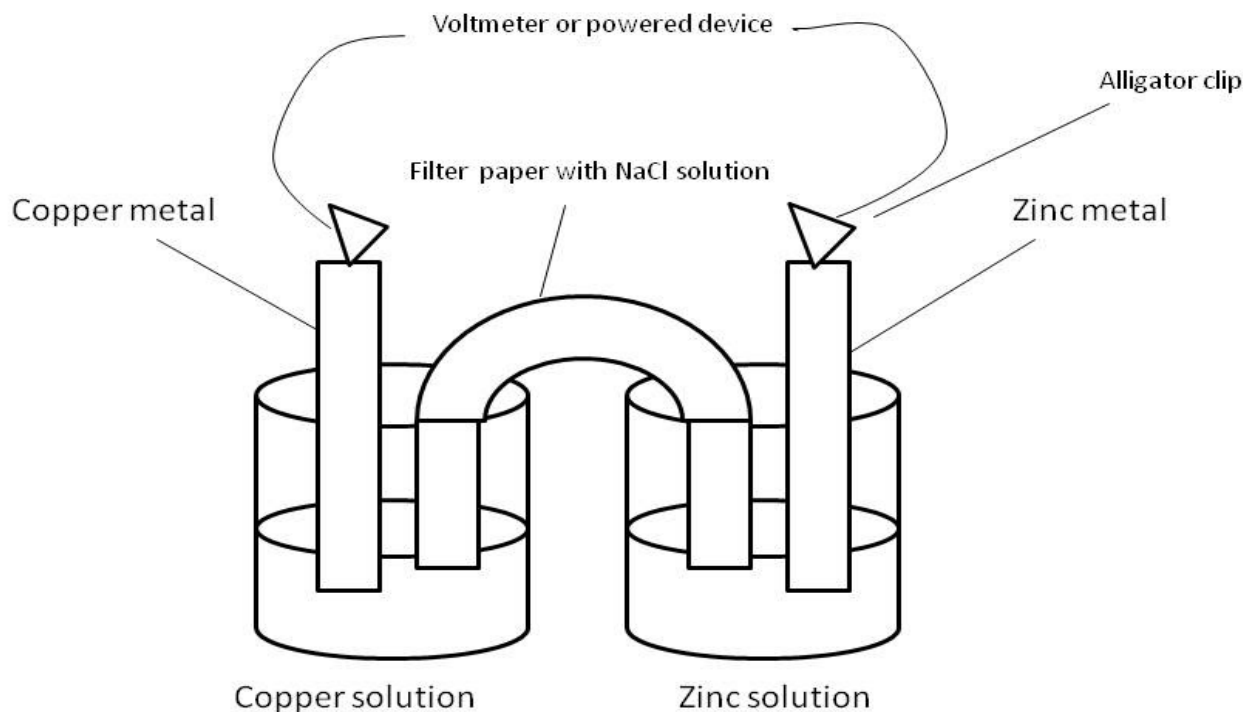 Voltmeter or powered device
Alligator clip
Filter paper with NaCl solution
Copper metal
Zinc metal
Copper solution
Zinc solution